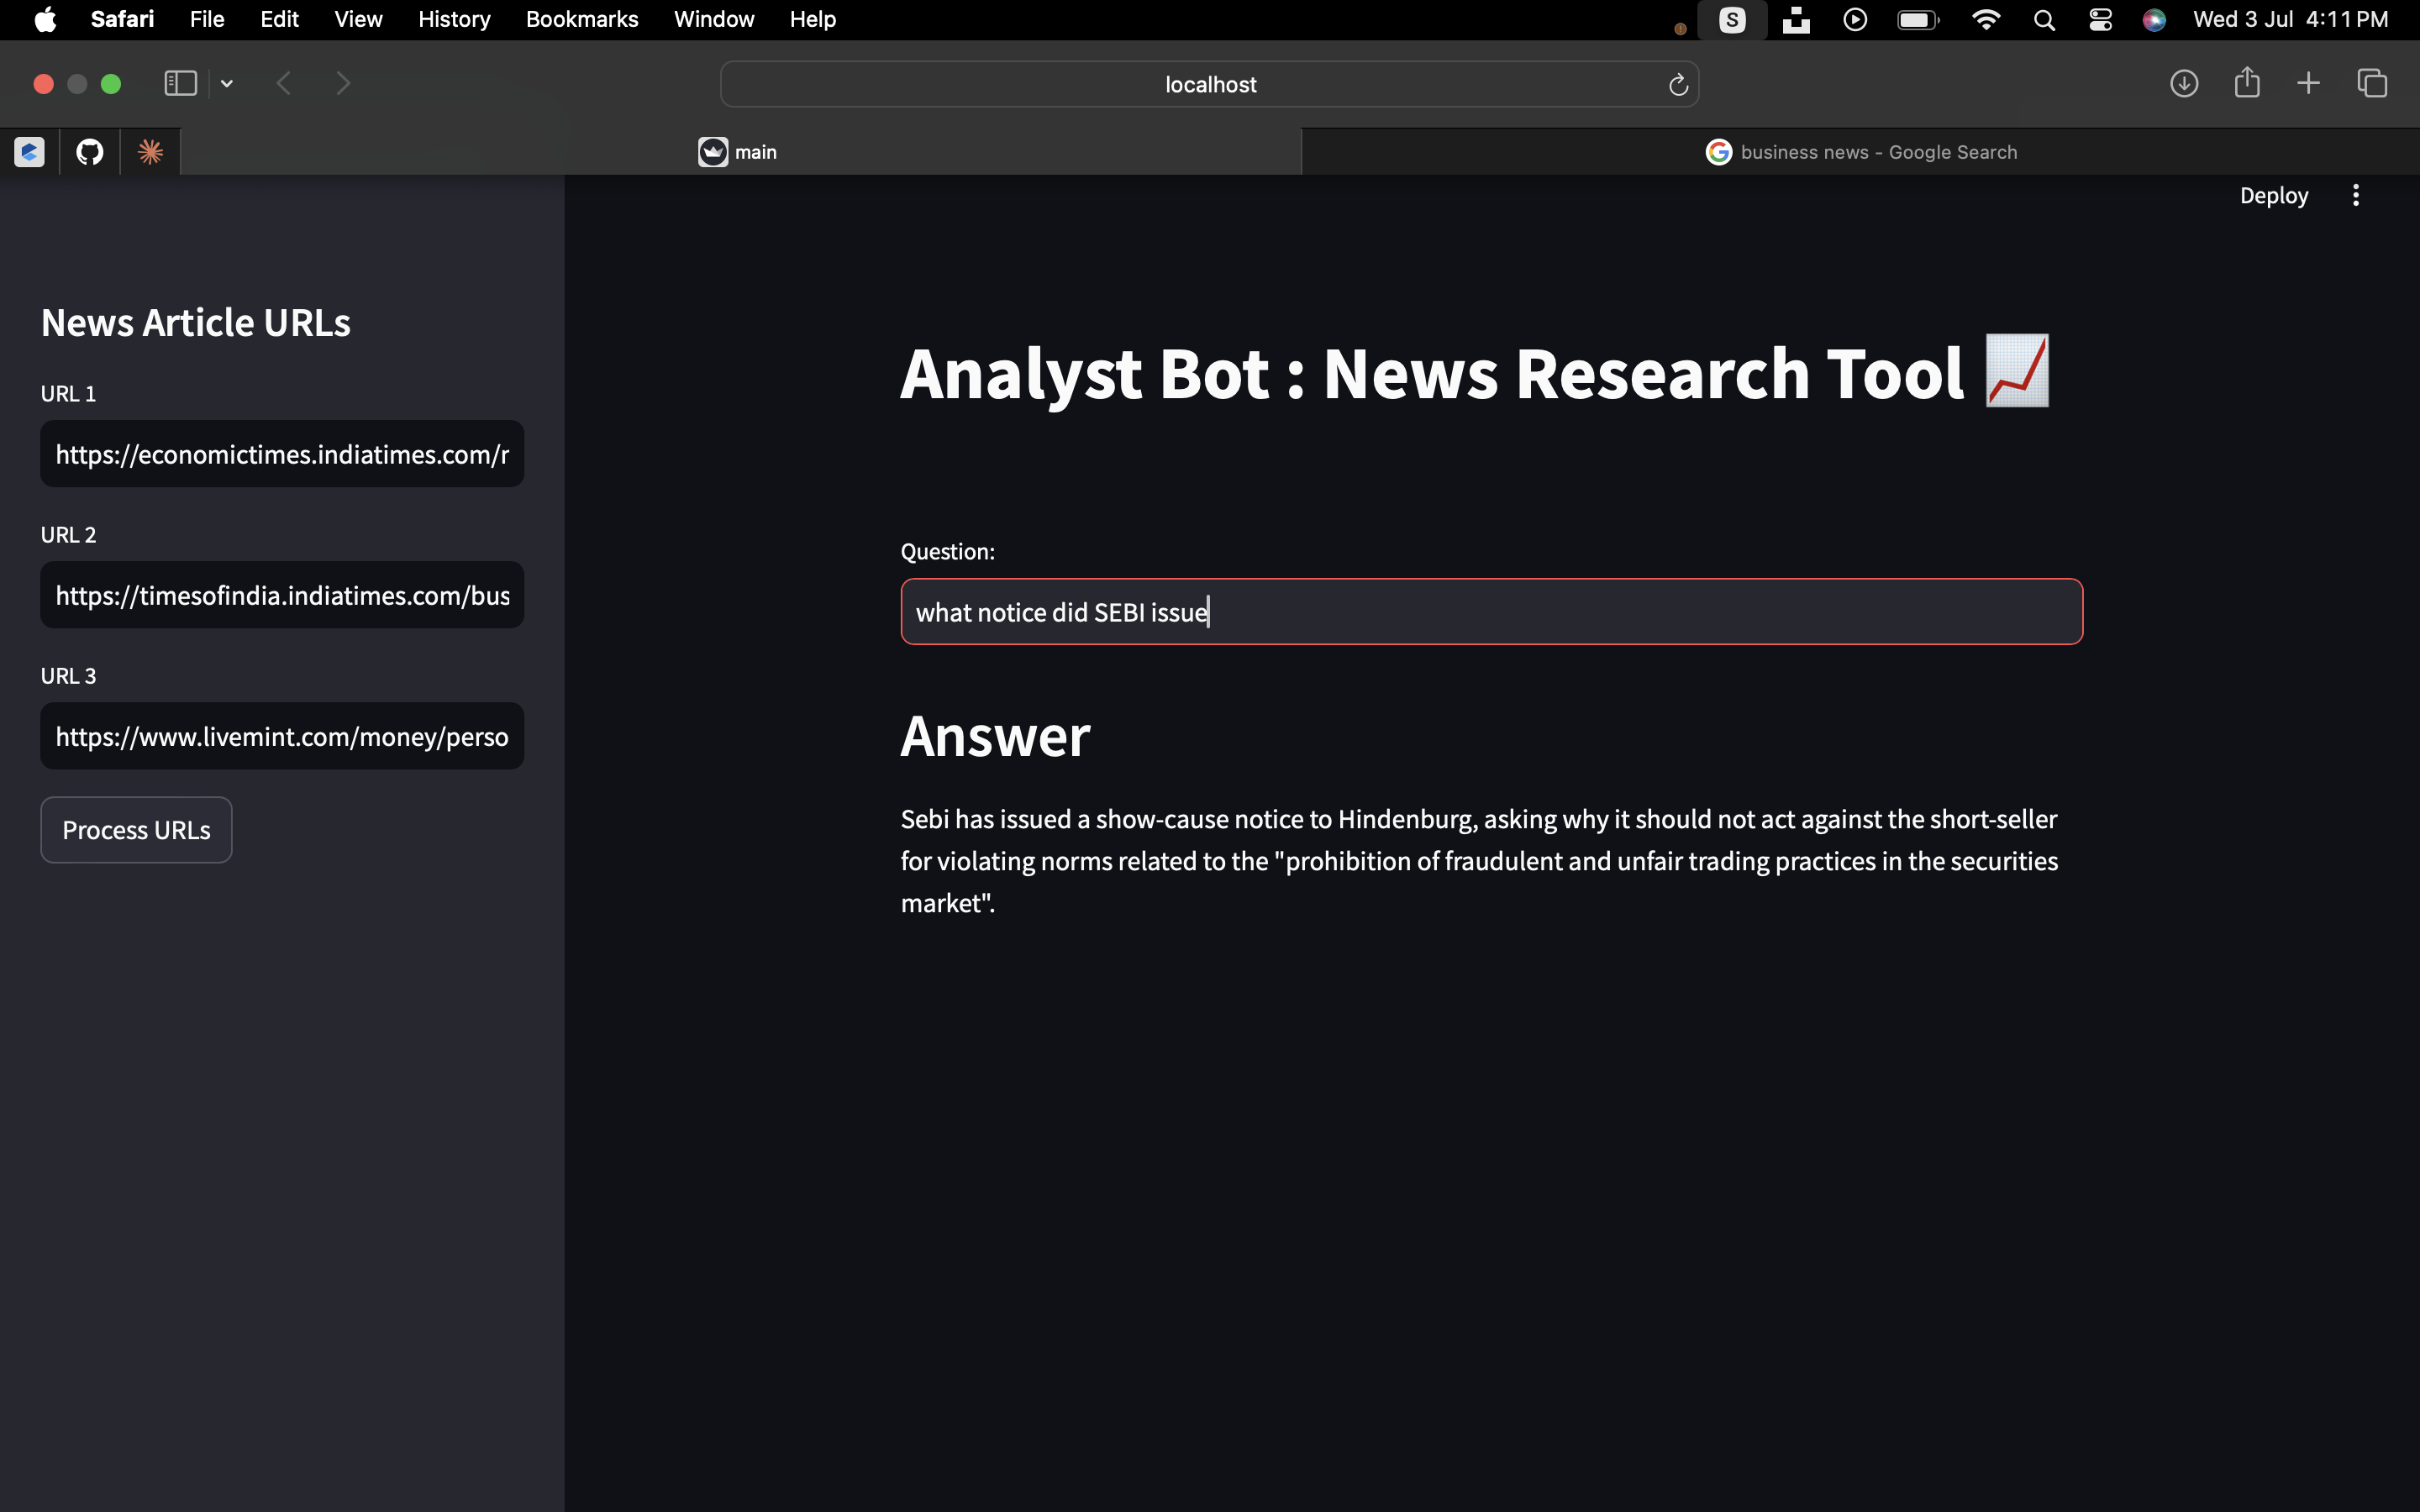 Safari File Edit View History Bookmarks Window Help S Wed 3 Jul 4:11 PM
localhost
main
business news - Google Search
Deploy
News Article URLs
URL 1
https://economictimes.indiatimes.com/r
URL 2
https://timesofindia.indiatimes.com/bus
URL 3
https://www.livemint.com/money/perso
Process URLs
Analyst Bot : News Research Tool
Question:
what notice did SEBI issue
Answer
Sebi has issued a show-cause notice to Hindenburg, asking why it should not act against the short-seller
for violating norms related to the "prohibition of fraudulent and unfair trading practices in the securities
market".